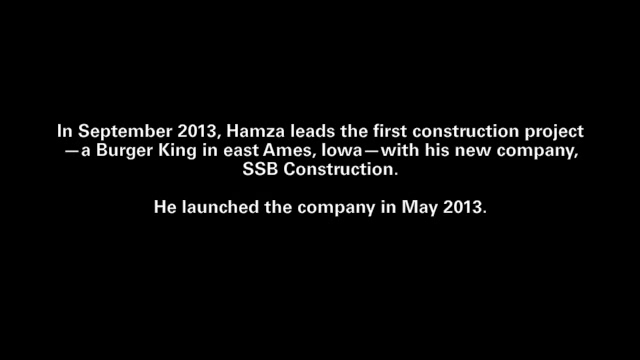 In September 2013, Hamza leads the first construction project
—a Burger King in east Ames, Iowa—with his new company,
SSB Construction.
He launched the company in May 2013.